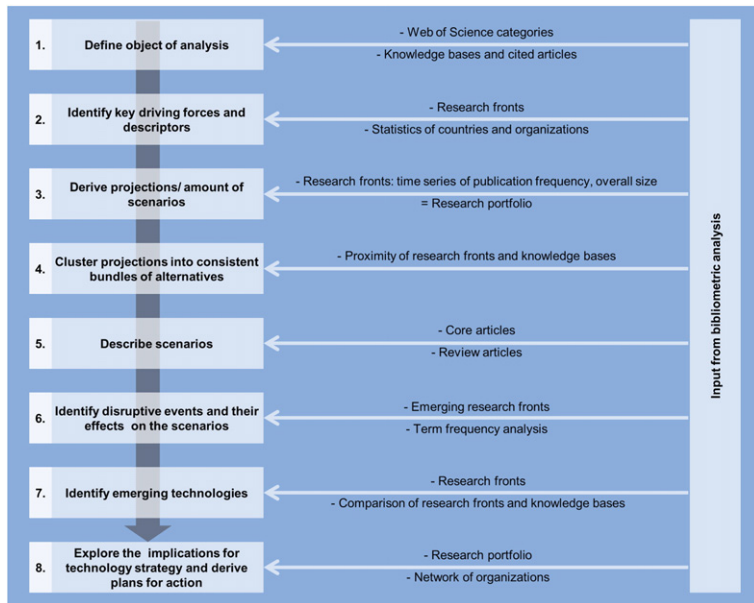 1. Define object of analysis
- Web of Science categories
- Knowledge bases and cited articles
2. Identify key driving forces and
descriptors
- Research fronts
- Statistics of countries and organizations
3. Derive projections/ amount of
scenarios
- Research fronts: time series of publication frequency, overall size
= Research portfolio
4. Cluster projections into consistent
bundles of alternatives
- Proximity of research fronts and knowledge bases
5. Describe scenarios
- Core articles
- Review articles
6. Identify disruptive events and their
effects on the scenarios
- Emerging research fronts
- Term frequency analysis
7. Identify emerging technologies
- Research fronts
- Comparison of research fronts and knowledge bases
8. Explore the implications for
technology strategy and derive
plans for action
- Research portfolio
- Network of organizations
Input from bibliometric analysis